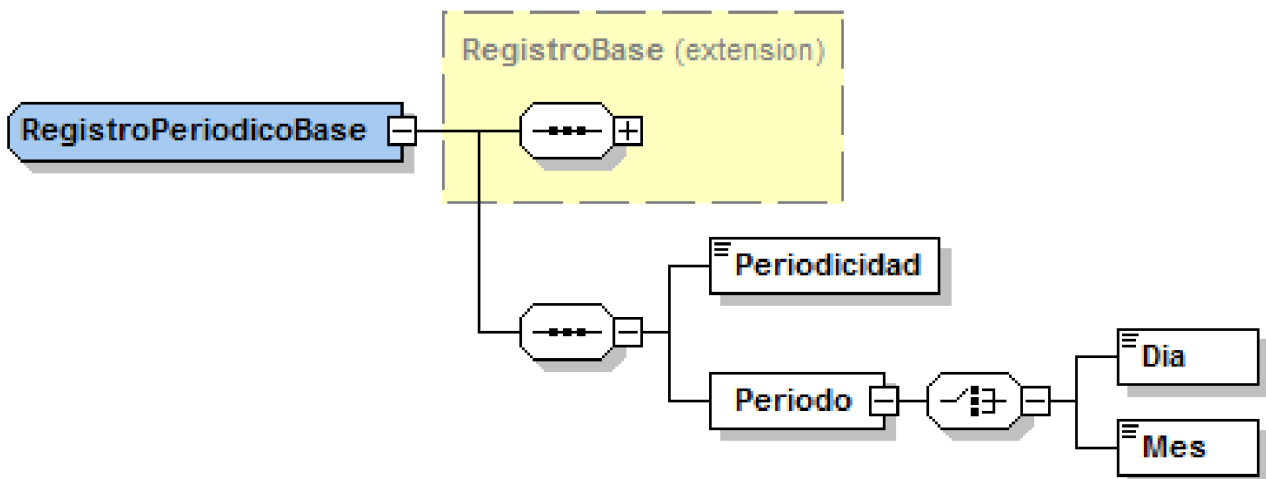 RegistroBase (extension)
RegistroPeriodicoBase
Periodicidad
Periodo
Dia
Mes